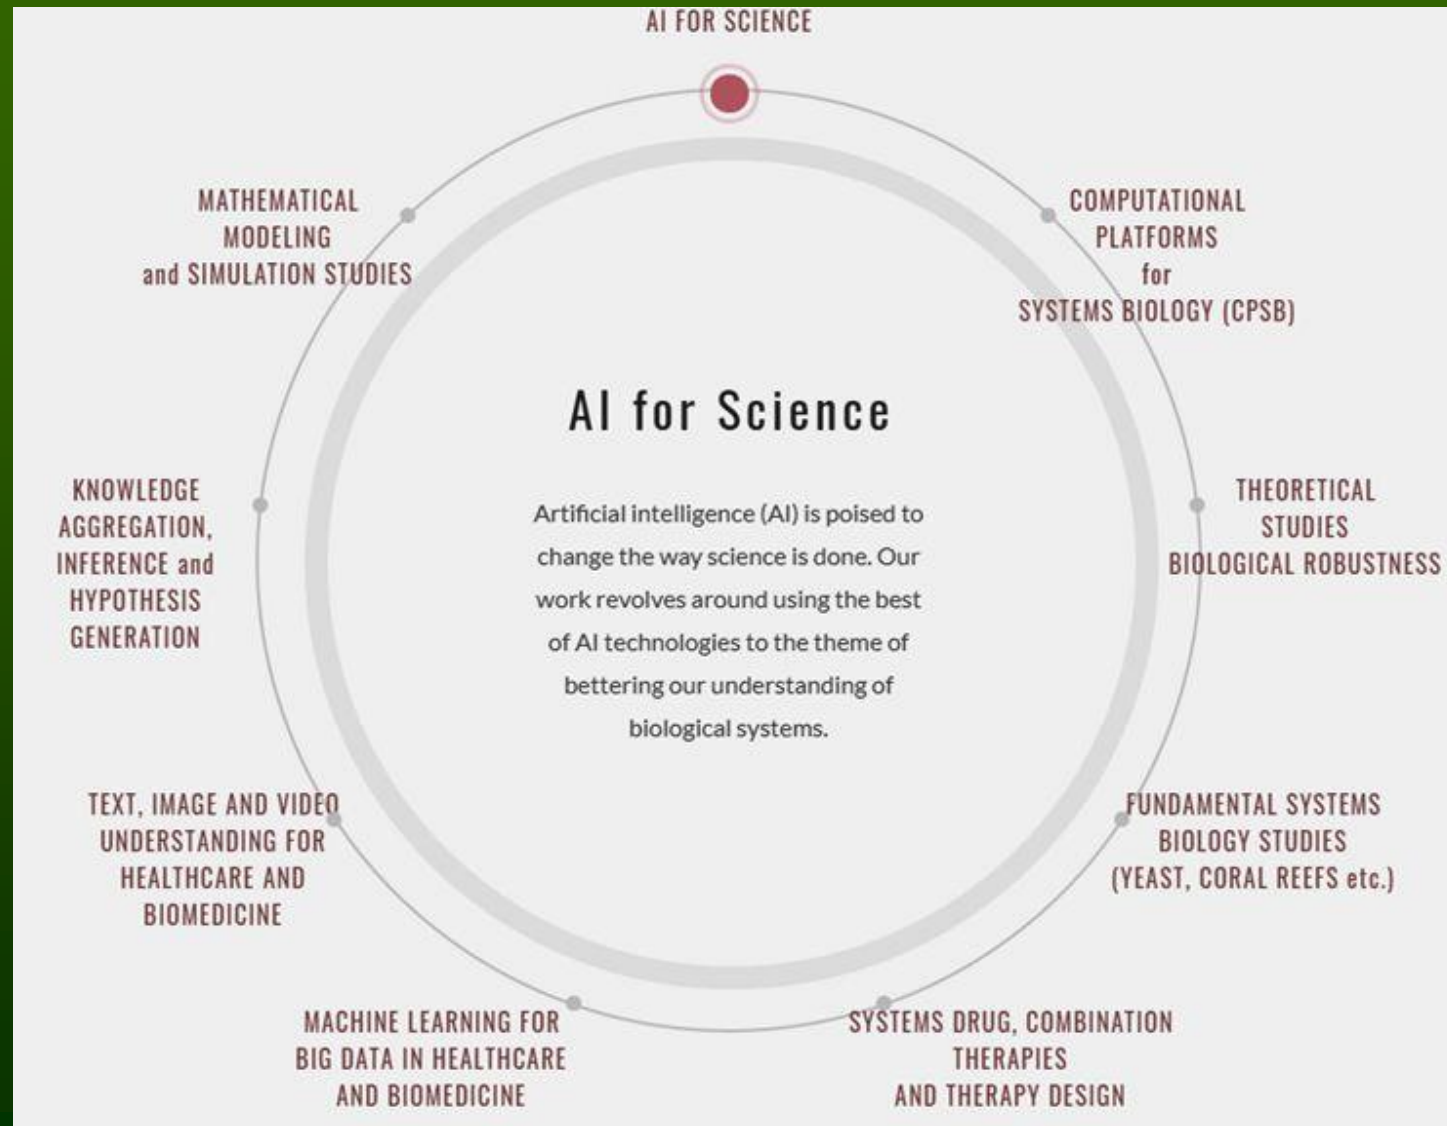 AI FOR SCIENCE
MATHEMATICAL
MODELING
and SIMULATION STUDIES
COMPUTATIONAL
PLATFORMS
for
SYSTEMS BIOLOGY (CPSB)
AI for Science
Artificial intelligence (AI) is poised to
change the way science is done. Our
work revolves around using the best
of AI technologies to the theme of
bettering our understanding of
biological systems.
KNOWLEDGE
AGGREGATION,
INFERENCE and
HYPOTHESIS
GENERATION
THEORETICAL
STUDIES
BIOLOGICAL ROBUSTNESS
TEXT, IMAGE AND VIDEO
UNDERSTANDING FOR
HEALTHCARE AND
BIOMEDICINE
FUNDAMENTAL SYSTEMS
BIOLOGY STUDIES
(YEAST, CORAL REEFS etc.)
MACHINE LEARNING FOR
BIG DATA IN HEALTHCARE
AND BIOMEDICINE
SYSTEMS DRUG, COMBINATION
THERAPIES
AND THERAPY DESIGN